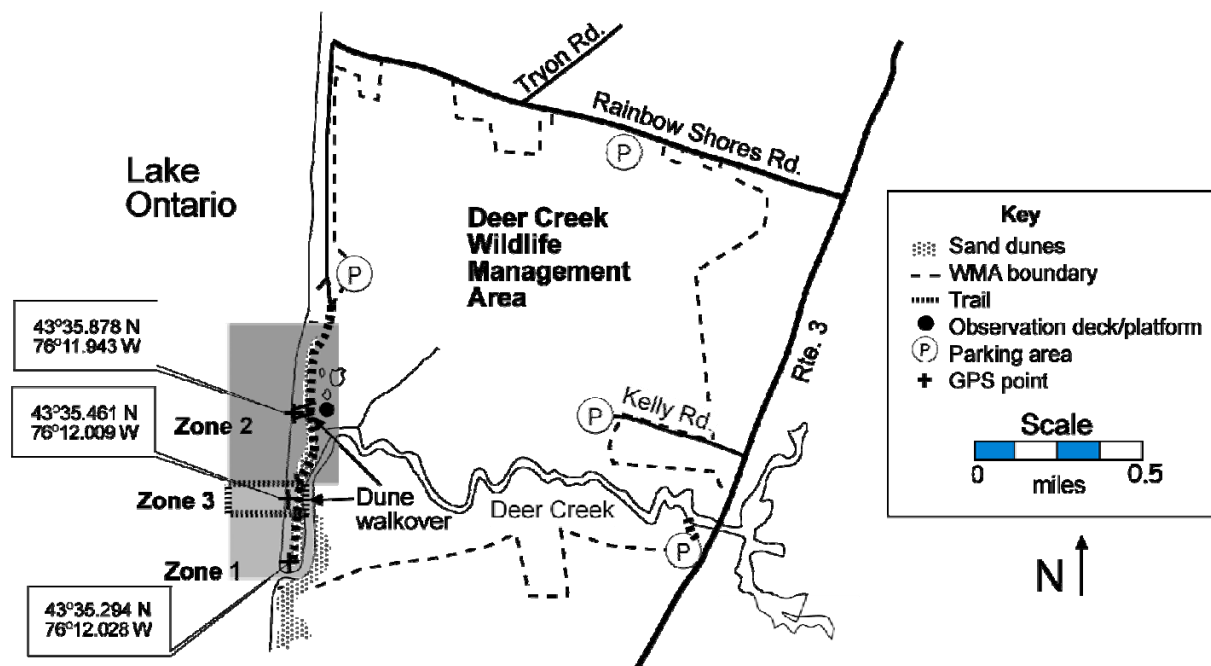 Tryon Rd.
Rainbow Shores Rd.
P
Lake
Ontario
Deer Creek
Wildlife
Management
Area
P
Rte. 3
43°35.878 N
76°11.943 W
43°35.461 N
76°12.009 W
Zone 2
Kelly Rd.
P
Zone 3
Dune
walkover
Deer Creek
P
Zone 1
43°35.294 N
76°12.028 W
Key
Sand dunes
WMA boundary
Trail
Observation deck/platform
P Parking area
GPS point
Scale
0 0.5
miles
N